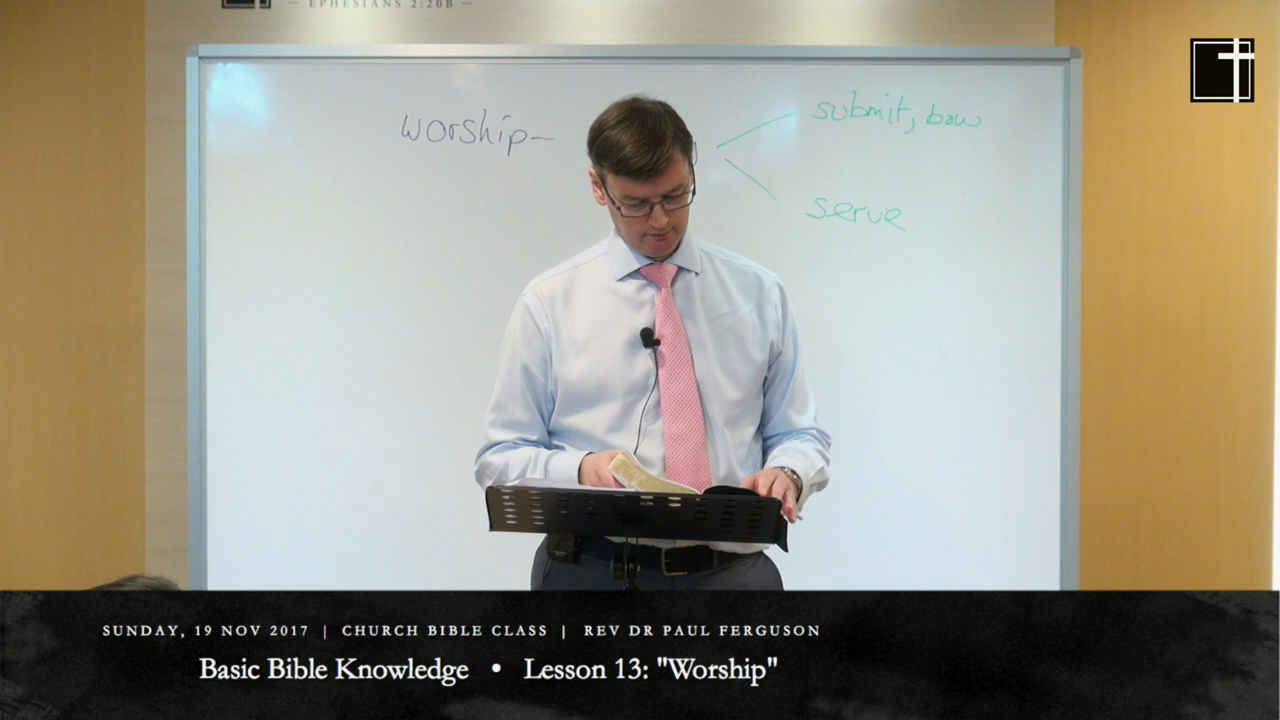 — EPHESIANS 2:20B —
worship-
submit, bow
serve
SUNDAY, 19 NOV 2017 | CHURCH BIBLE CLASS | REV DR PAUL FERGUSON
Basic Bible Knowledge • Lesson 13: "Worship"